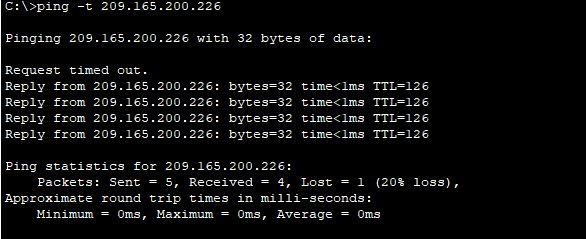 C:\>ping -t 209.165.200.226
Pinging 209.165.200.226 with 32 bytes of data:
Request timed out.
Reply from 209.165.200.226: bytes=32 time<1ms TTL=126
Reply from 209.165.200.226: bytes=32 time<1ms TTL=126
Reply from 209.165.200.226: bytes=32 time<1ms TTL=126
Reply from 209.165.200.226: bytes=32 time<1ms TTL=126
Ping statistics for 209.165.200.226:
Packets: Sent = 5, Received = 4, Lost = 1 (20% loss),
Approximate round trip times in milli-seconds:
Minimum = 0ms, Maximum = 0ms, Average = 0ms